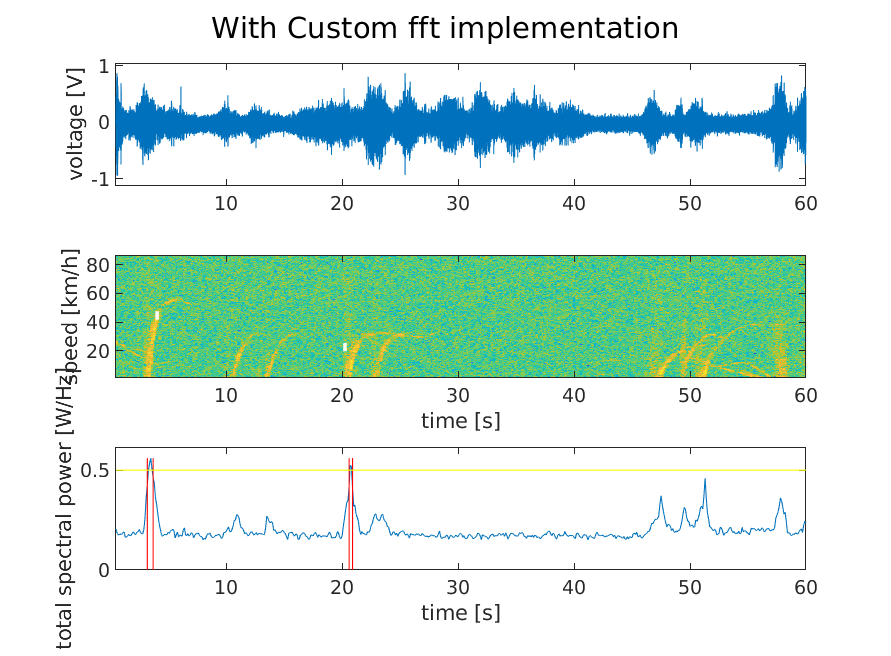 With Custom fft implementation
voltage [V]
1
0
-1
10 20 30 40 50 60
speed [km/h]
80
60
40
20
10 20 30 40 50 60
time [s]
total spectral power [W/Hz]
0.5
0
10 20 30 40 50 60
time [s]